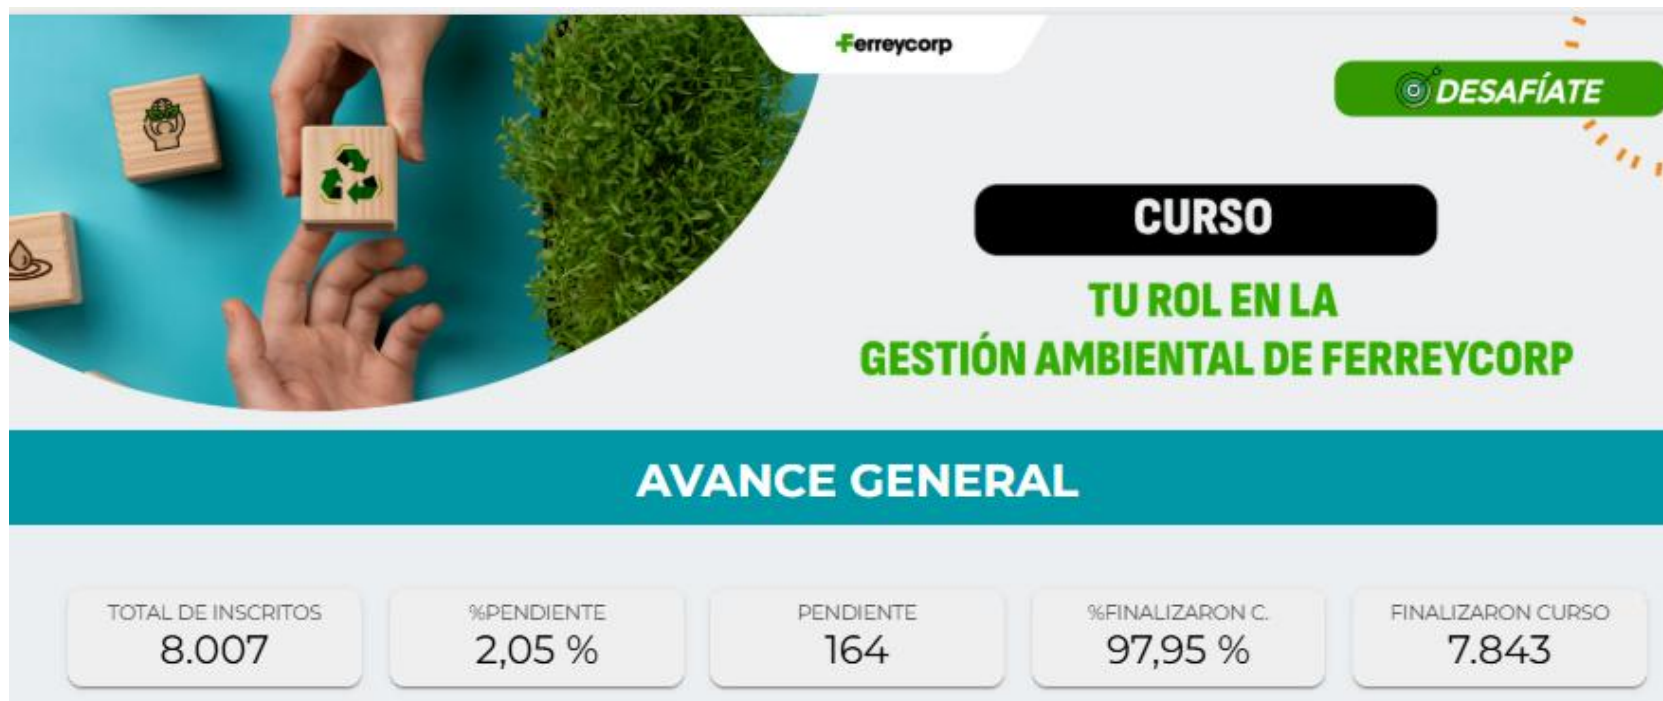 Ferreycorp
DESAFÍATE
CURSO
TU ROL EN LA
GESTIÓN AMBIENTAL DE FERREYCORP
AVANCE GENERAL
TOTAL DE INSCRITOS
8.007
%PENDIENTE
2,05 %
PENDIENTE
164
%FINALIZARON C.
97,95 %
FINALIZARON CURSO
7.843